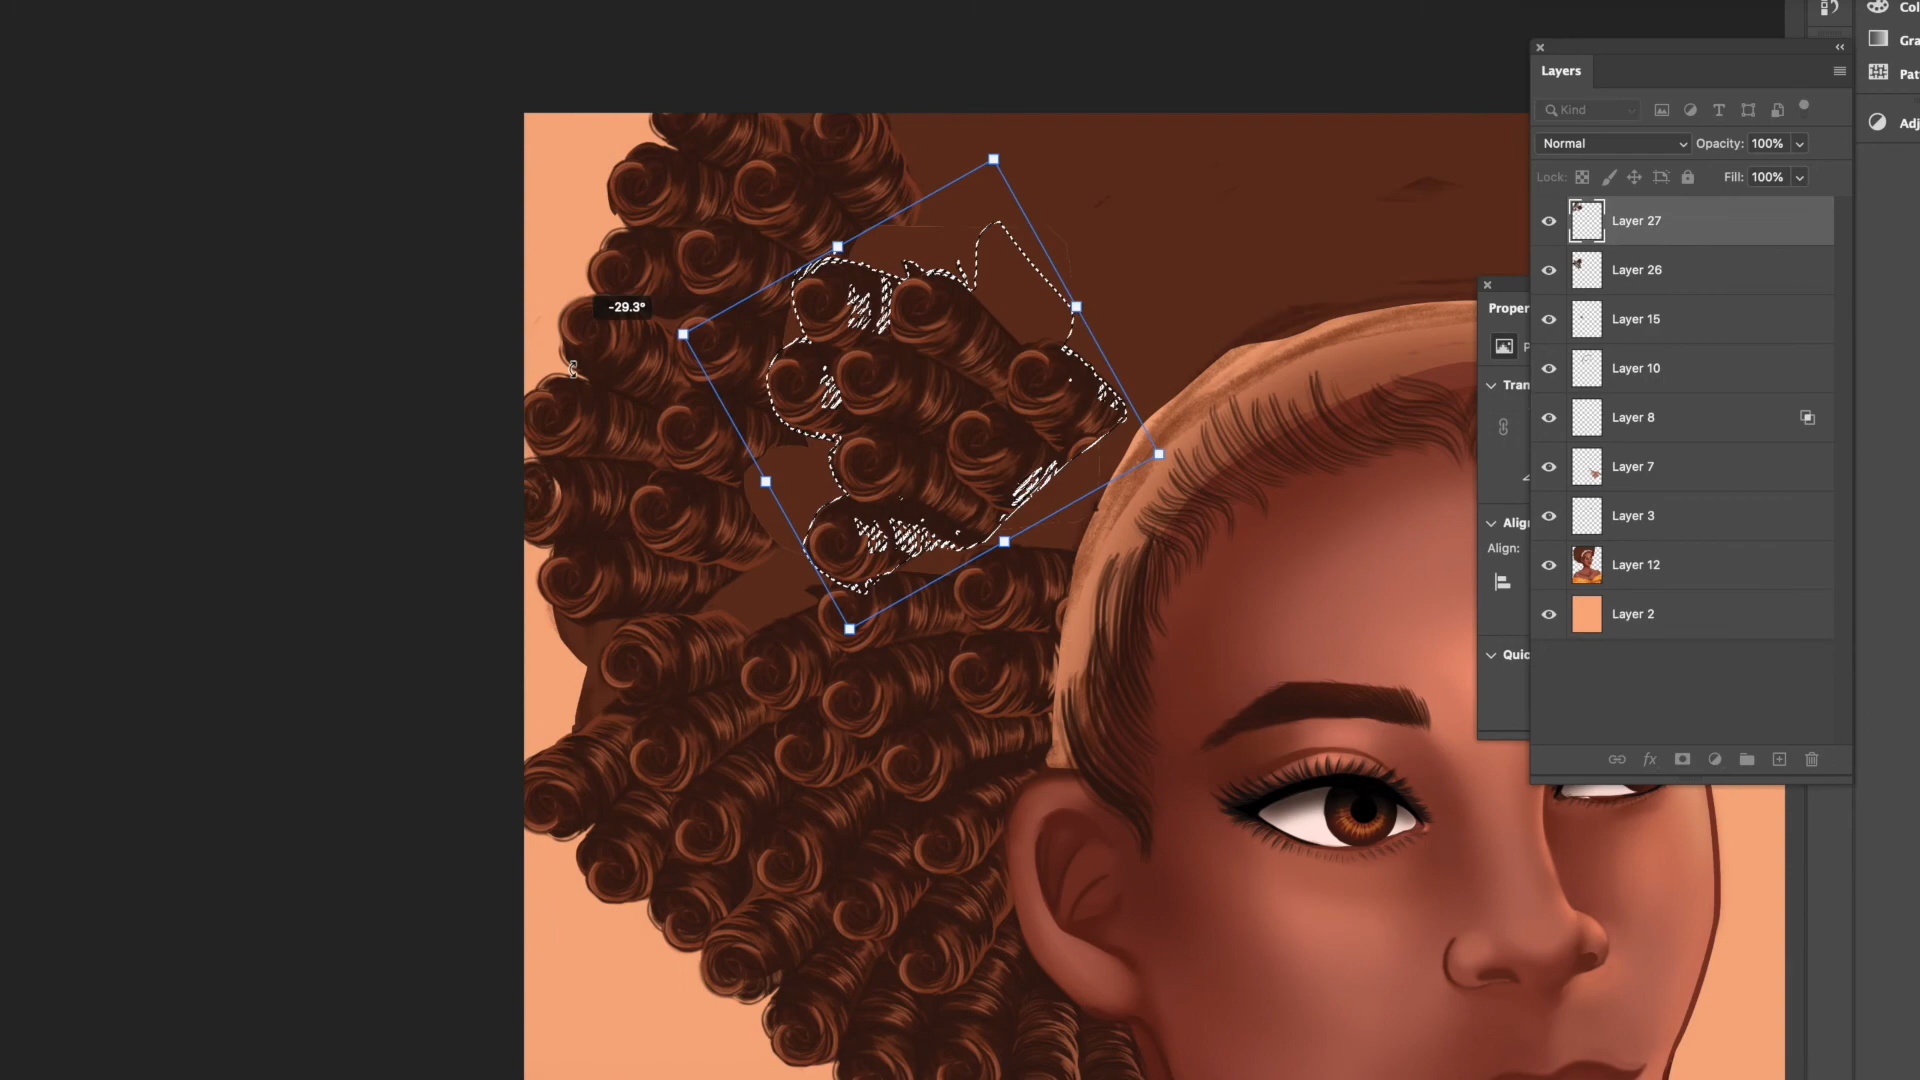 Col
Gra
Pat
Adj
Layers
Kind
Normal Opacity: 100%
Lock: Fill: 100%
Layer 27
Layer 26
Layer 15
Layer 10
Layer 8
Layer 7
Layer 3
Layer 12
Layer 2
Proper
P
Tran
Align
Align:
Quic
-29.3°